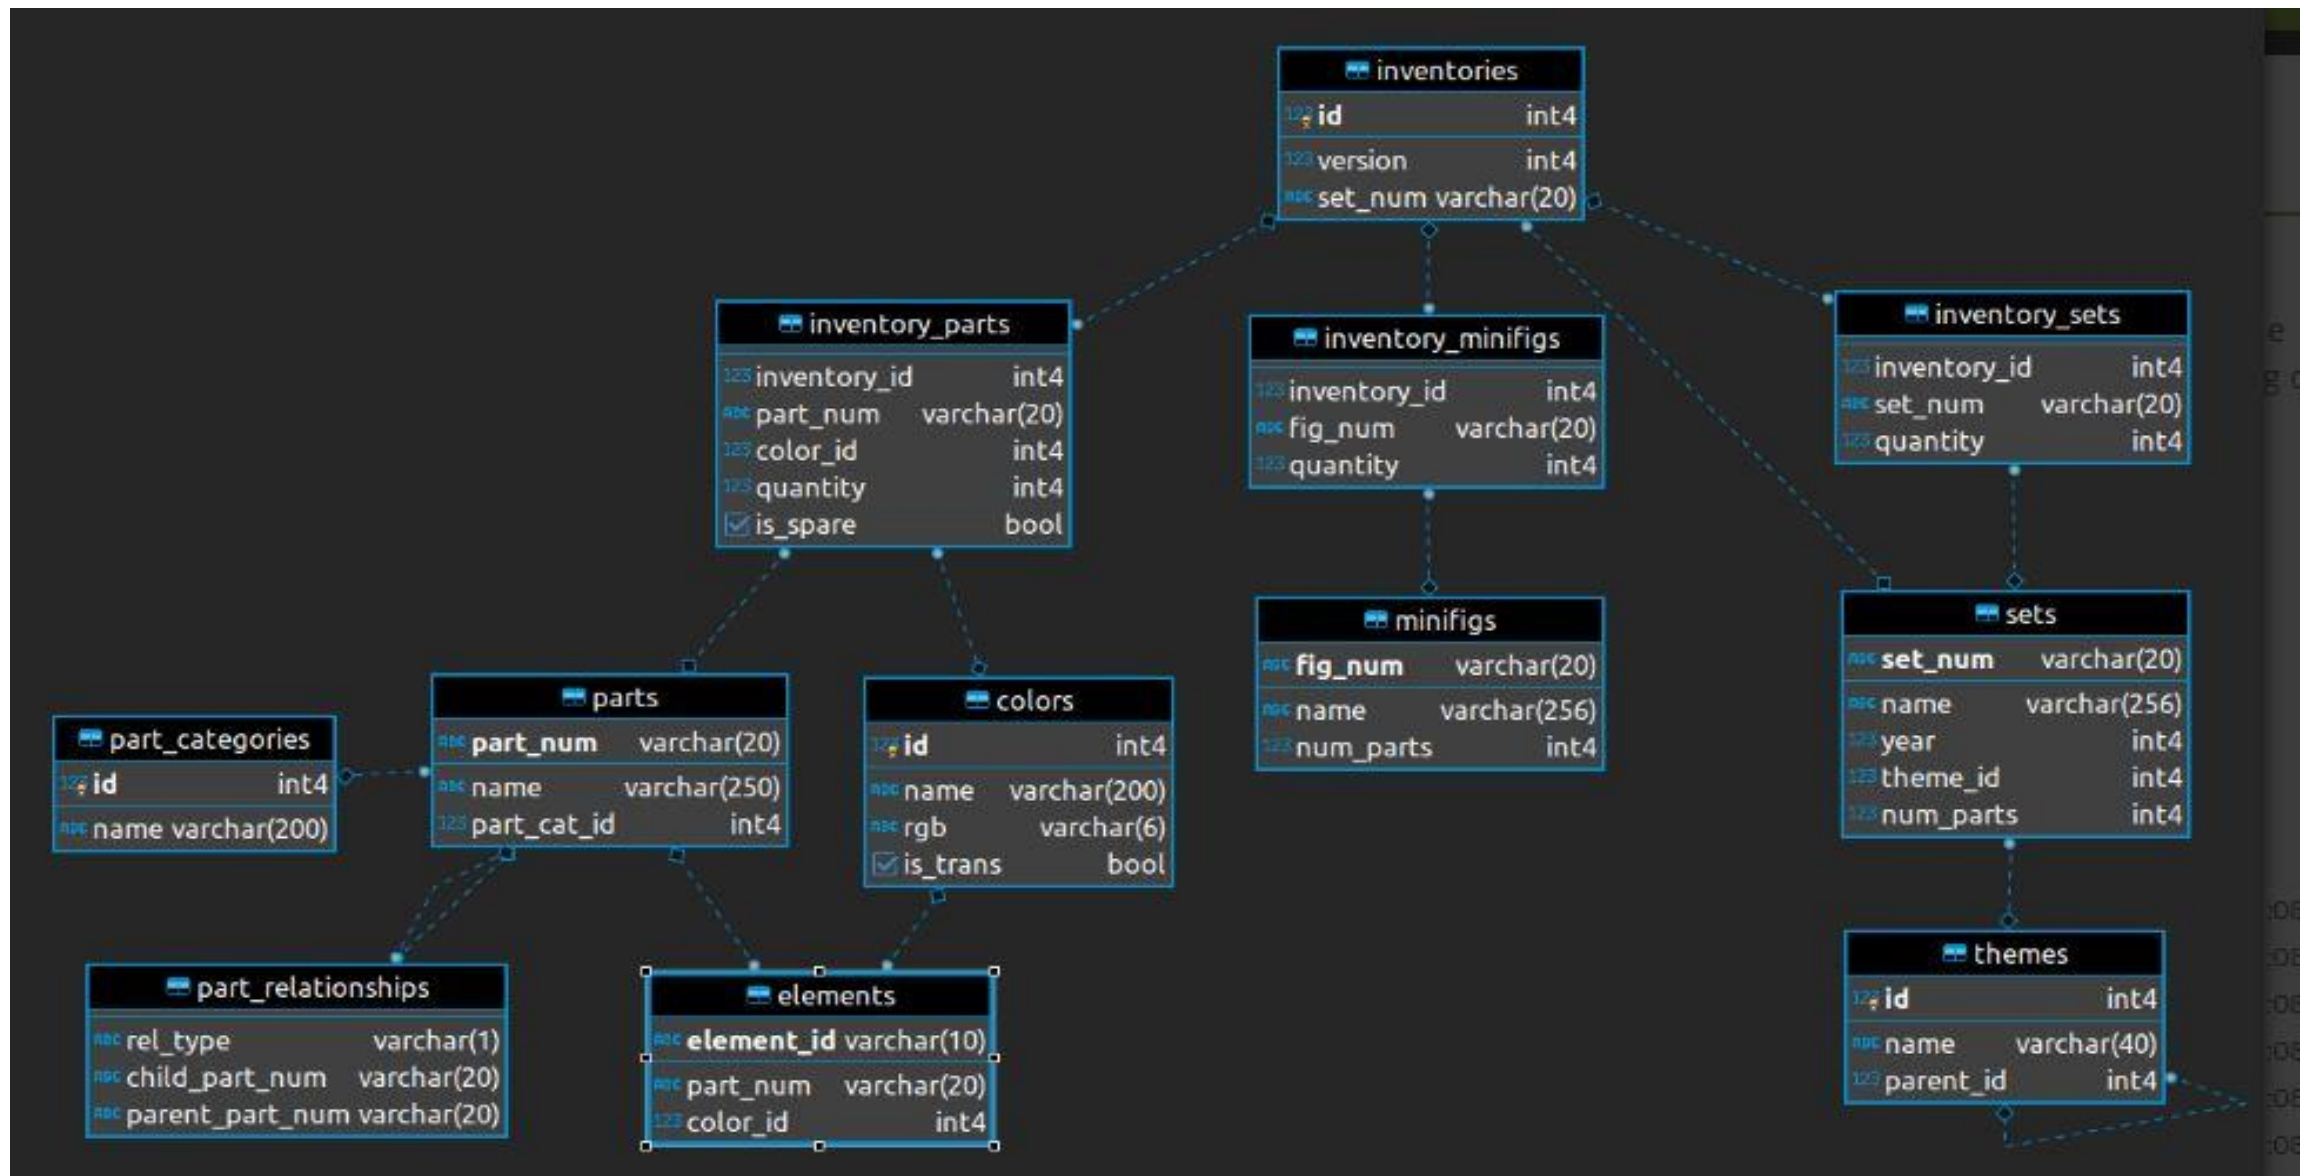 inventories
id int4
version int4
set_num varchar(20)
inventory_parts
inventory_id int4
part_num varchar(20)
color_id int4
quantity int4
is_spare bool
inventory_minifigs
inventory_id int4
fig_num varchar(20)
quantity int4
inventory_sets
inventory_id int4
set_num varchar(20)
quantity int4
part_categories
id int4
name varchar(200)
parts
part_num varchar(20)
name varchar(250)
part_cat_id int4
colors
id int4
name varchar(200)
rgb varchar(6)
is_trans bool
minifigs
fig_num varchar(20)
name varchar(256)
num_parts int4
sets
set_num varchar(20)
name varchar(256)
year int4
theme_id int4
num_parts int4
part_relationships
rel_type varchar(1)
child_part_num varchar(20)
parent_part_num varchar(20)
elements
element_id varchar(10)
part_num varchar(20)
color_id int4
themes
id int4
name varchar(40)
parent_id int4